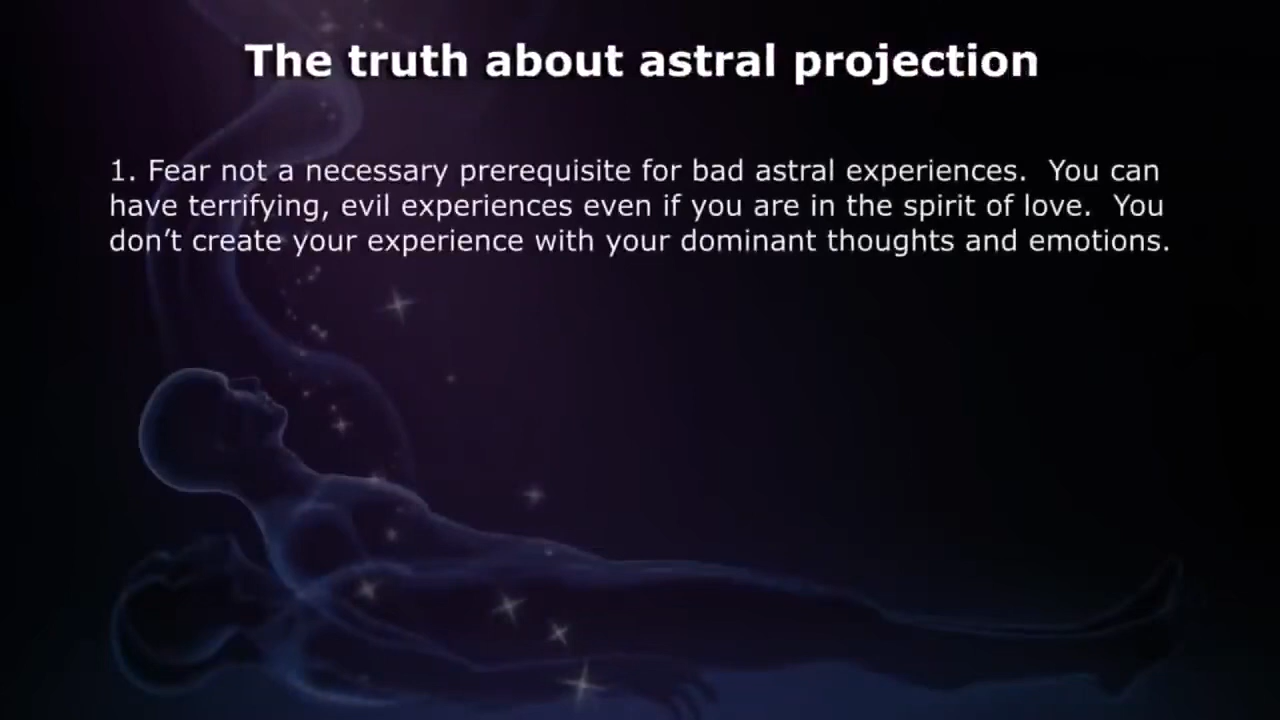 The truth about astral projection
1. Fear not a necessary prerequisite for bad astral experiences.  You can
have terrifying, evil experiences even if you are in the spirit of love.  You
don’t create your experience with your dominant thoughts and emotions.